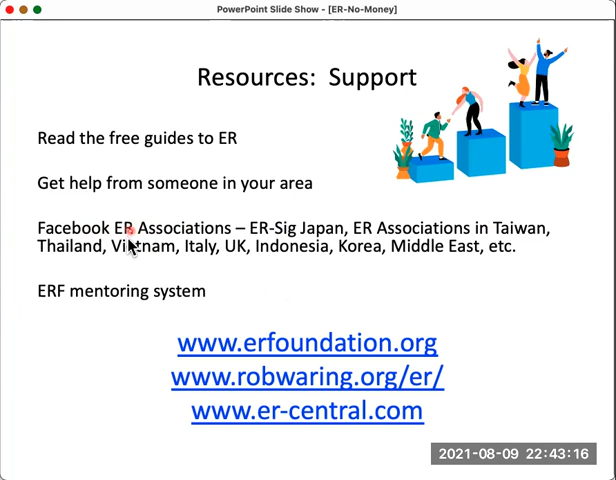 PowerPoint Slide Show - [ER-No-Money]
Resources:  Support
Read the free guides to ER
Get help from someone in your area
Facebook ER Associations – ER-Sig Japan, ER Associations in Taiwan,
Thailand, Vietnam, Italy, UK, Indonesia, Korea, Middle East, etc.
ERF mentoring system
www.erfoundation.org
www.robwaring.org/er/
www.er-central.com
2021-08-09 22:43:16